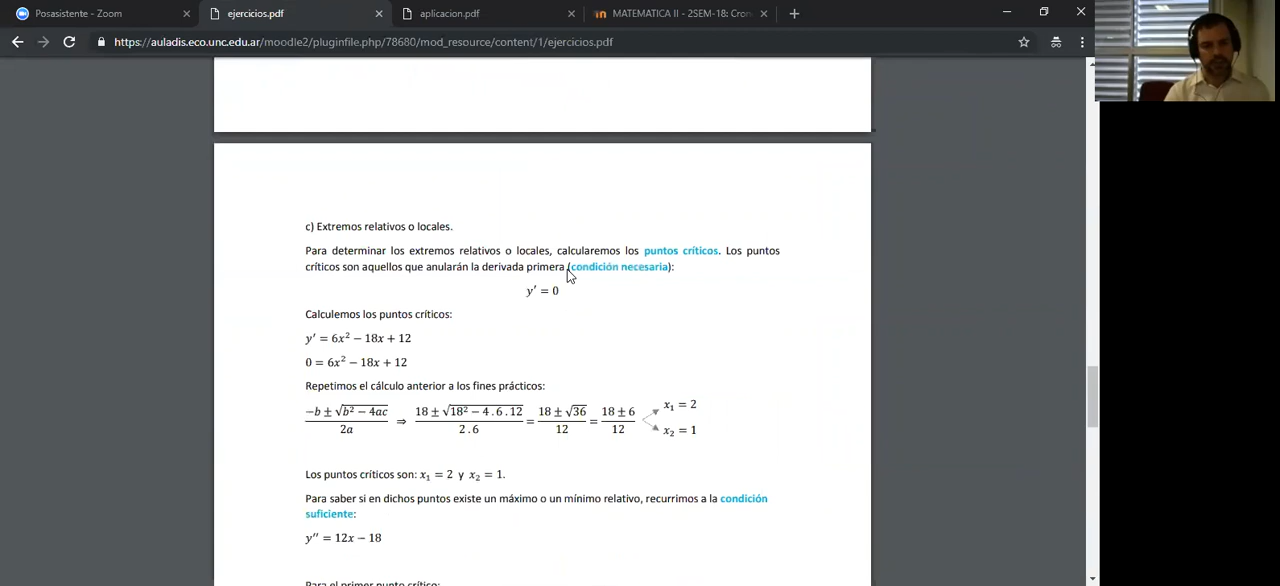 Posasistente - Zoom
ejercicios.pdf
aplicacion.pdf
MATEMATICA II - 2SEM-18: Cron
https://auladis.eco.unc.edu.ar/moodle2/pluginfile.php/78680/mod_resource/content/1/ejercicios.pdf
c) Extremos relativos o locales.
Para determinar los extremos relativos o locales, calcularemos los puntos críticos. Los puntos
críticos son aquellos que anularán la derivada primera (condición necesaria):
y′ = 0
Calculemos los puntos críticos:
y′ = 6x² − 18x + 12
0 = 6x² − 18x + 12
Repetimos el cálculo anterior a los fines prácticos:
(−b ± √(b² − 4ac)) / 2a ⇒ (18 ± √(18² − 4 . 6 . 12)) / (2 . 6) = (18 ± √36) / 12 = (18 ± 6) / 12
x₁ = 2
x₂ = 1
Los puntos críticos son: x₁ = 2 y x₂ = 1.
Para saber si en dichos puntos existe un máximo o un mínimo relativo, recurrimos a la condición
suficiente:
y′′ = 12x − 18
Para el primer punto crítico: